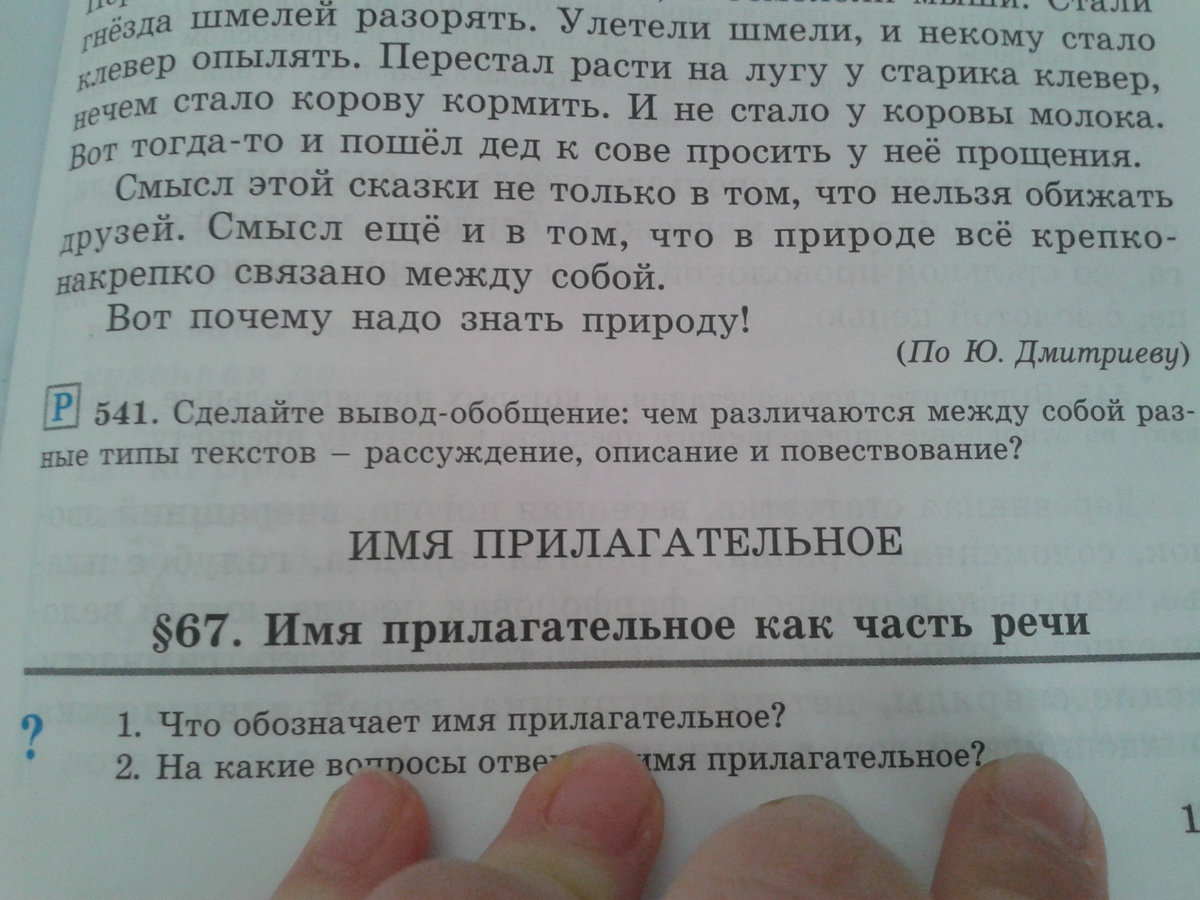 мыши. Стали
гнёзда шмелей разорять. Улетели шмели, и некому стало
клевер опылять. Перестал расти на лугу у старика клевер,
нечем стало корову кормить. И не стало у коровы молока.
Вот тогда-то и пошёл дед к сове просить у неё прощения.
Смысл этой сказки не только в том, что нельзя обижать
друзей. Смысл ещё и в том, что в природе всё крепко-
накрепко связано между собой.
Вот почему надо знать природу!
(По Ю. Дмитриеву)
Р 541. Сделайте вывод-обобщение: чем различаются между собой раз-
ные типы текстов – рассуждение, описание и повествование?
ИМЯ ПРИЛАГАТЕЛЬНОЕ
§67. Имя прилагательное как часть речи
? 1. Что обозначает имя прилагательное?
2. На какие вопросы имя прилагательное?
1